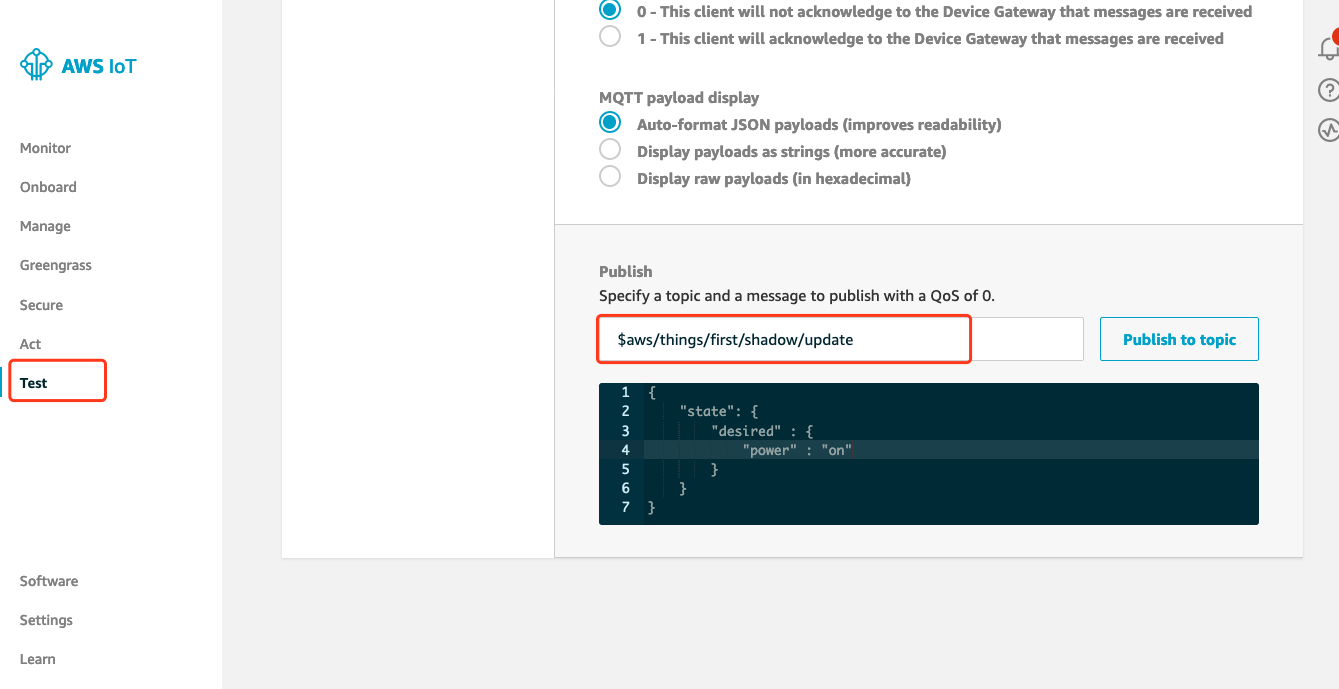 AWS IoT
Monitor
Onboard
Manage
Greengrass
Secure
Act
Test
Software
Settings
Learn
0 - This client will not acknowledge to the Device Gateway that messages are received
1 - This client will acknowledge to the Device Gateway that messages are received
MQTT payload display
Auto-format JSON payloads (improves readability)
Display payloads as strings (more accurate)
Display raw payloads (in hexadecimal)
Publish
Specify a topic and a message to publish with a QoS of 0.
$aws/things/first/shadow/update
Publish to topic
1 {
2 "state": {
3 "desired" : {
4 "power" : "on"
5 }
6 }
7 }